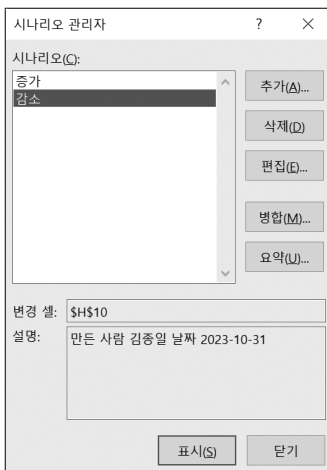 시나리오 관리자 ?
시나리오(C):
증가
감소
추가(A)...
삭제(D)
편집(E)...
병합(M)...
요약(U)...
변경 셀: $H$10
설명: 만든 사람 김종일 날짜 2023-10-31
표시(S) 닫기